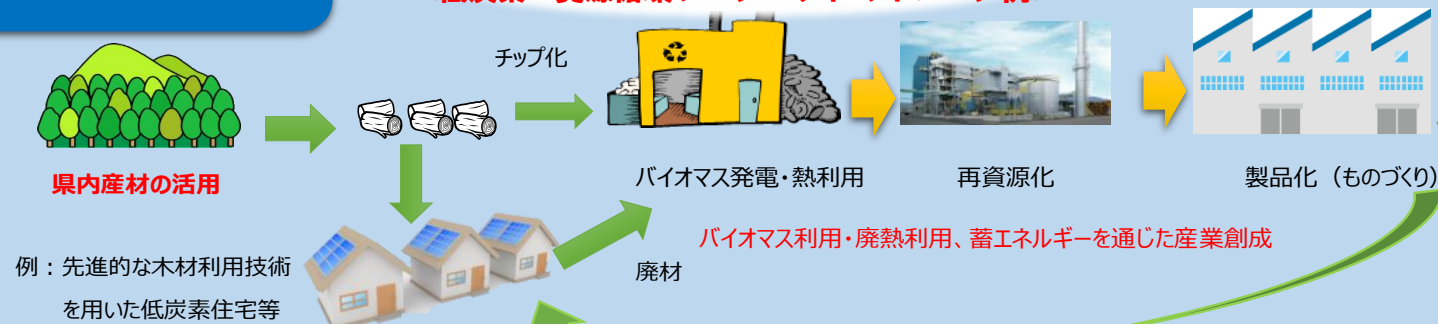 チップ化
県内産材の活用
バイオマス発電・熱利用
再資源化
製品化（ものづくり）
バイオマス利用・廃熱利用、蓄エネルギーを通じた産業創成
廃材
例：先進的な木材利用技術
を用いた低炭素住宅等